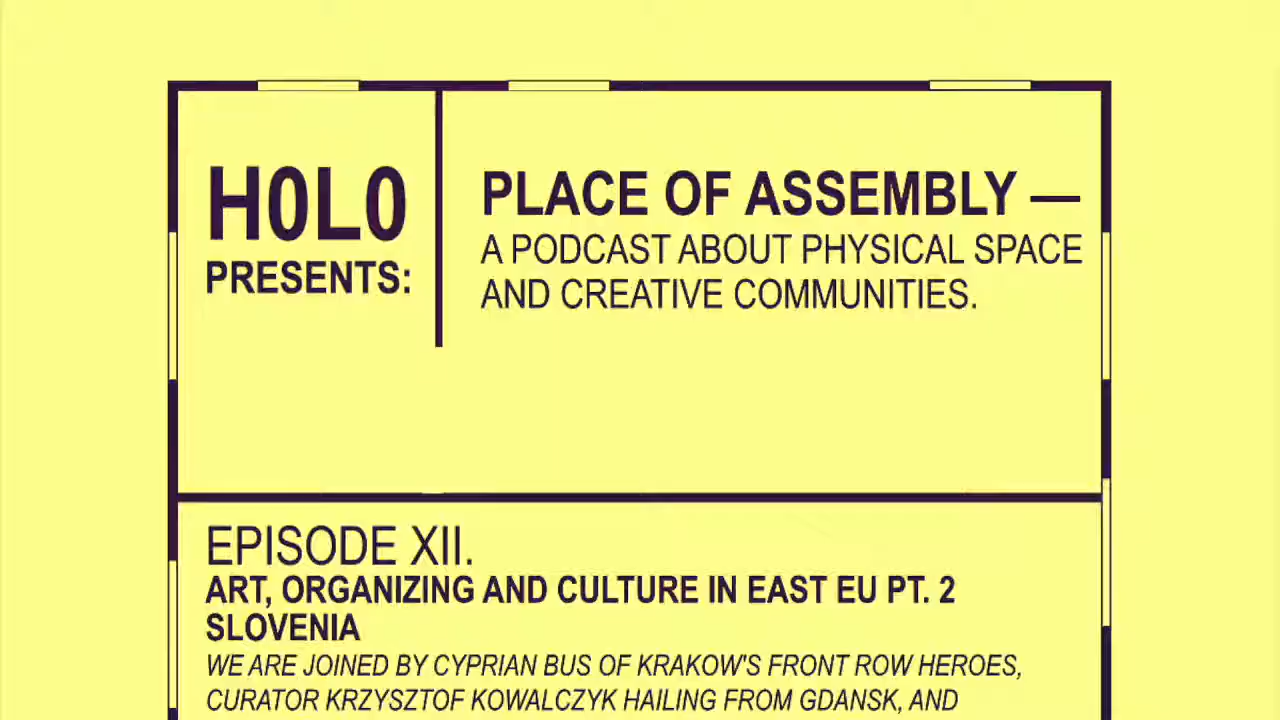 H0L0
PRESENTS:
PLACE OF ASSEMBLY —
A PODCAST ABOUT PHYSICAL SPACE
AND CREATIVE COMMUNITIES.
EPISODE XII.
ART, ORGANIZING AND CULTURE IN EAST EU PT. 2
SLOVENIA
WE ARE JOINED BY CYPRIAN BUS OF KRAKOW'S FRONT ROW HEROES,
CURATOR KRZYSZTOF KOWALCZYK HAILING FROM GDANSK, AND